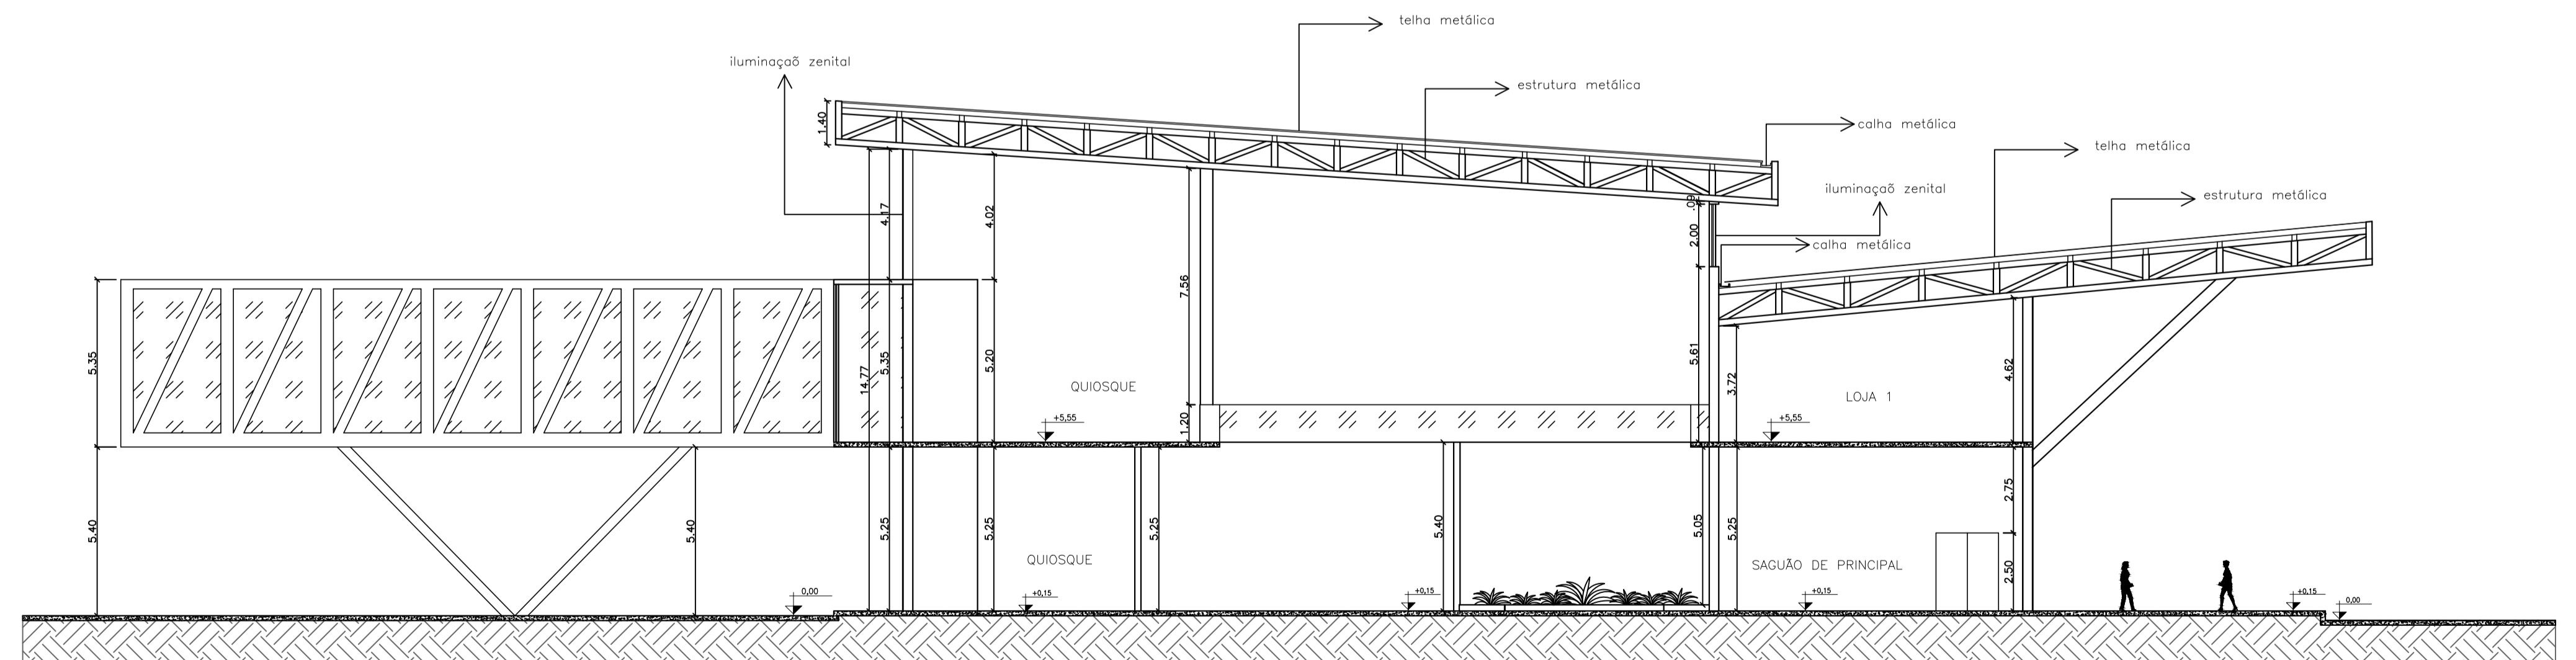 telha metálica
iluminaçaõ zenital
estrutura metálica
calha metálica
telha metálica
iluminaçaõ zenital
estrutura metálica
calha metálica
1.40
4.17
4.02
.09
2.00
7.56
5.35
14.77
5.35
5.20
5.61
3.72
4.62
QUIOSQUE
LOJA 1
1.20
+5,55
+5,55
5.40
5.40
5.25
5.25
5.25
5.40
5.05
5.25
2.75
2.50
QUIOSQUE
SAGUÃO DE PRINCIPAL
0,00
+0,15
+0,15
+0,15
+0,15
0,00